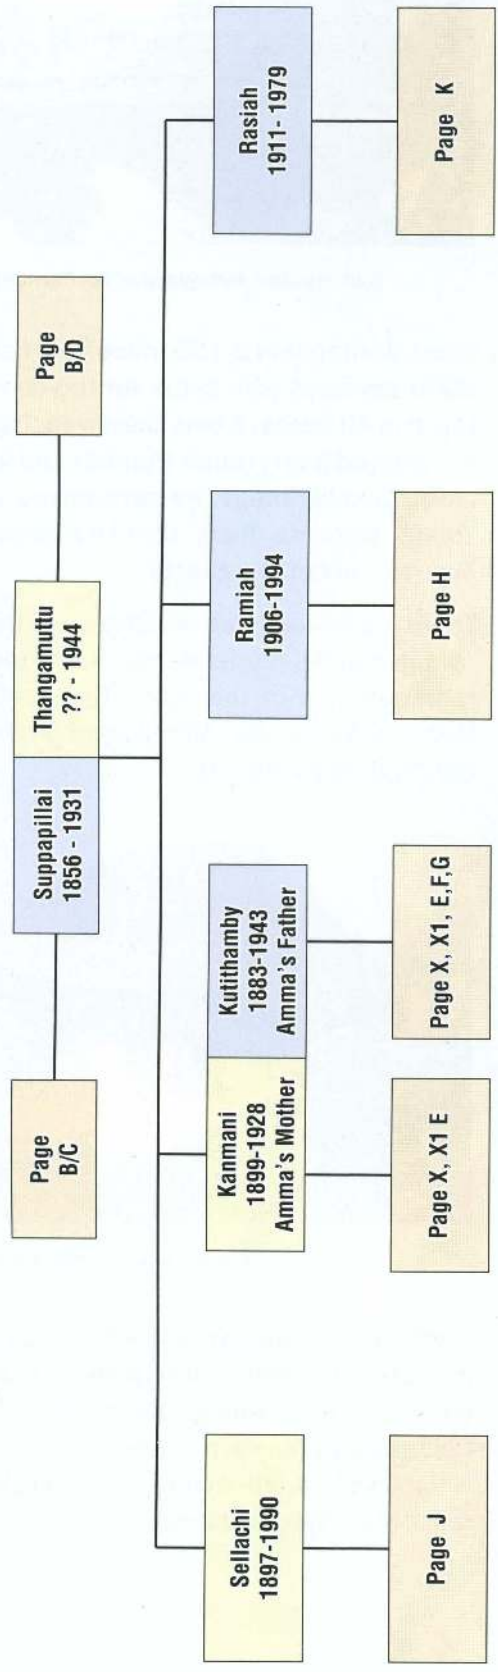 Page
B/C
Suppapillai
1856 - 1931
Thangamuttu
?? - 1944
Page
B/D
Sellachi
1897-1990
Kanmani
1899-1928
Amma's Mother
Kutithamby
1883-1943
Amma's Father
Ramiah
1906-1994
Rasiah
1911- 1979
Page J
Page X, X1 E
Page X, X1, E,F,G
Page H
Page K